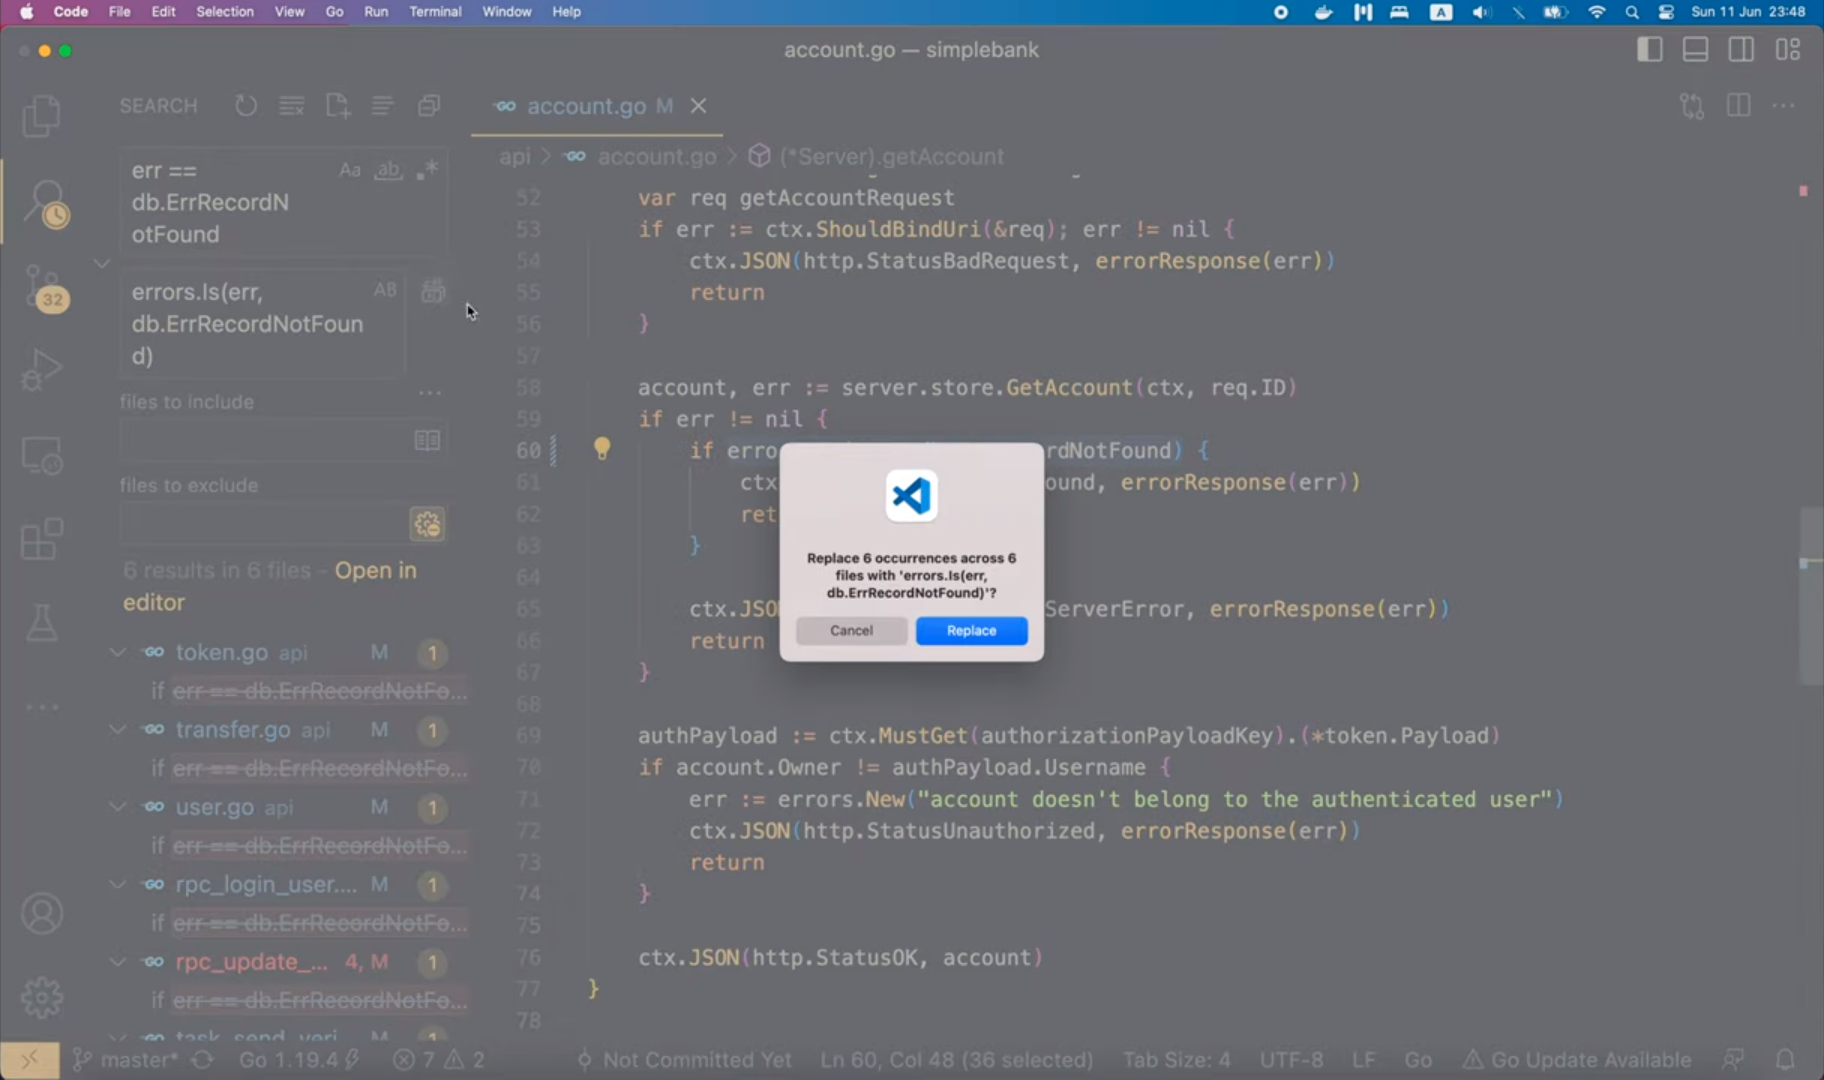 Code File Edit Selection View Go Run Terminal Window Help
A
Sun 11 Jun 23:48
account.go — simplebank
SEARCH
account.go M
api > account.go > (*Server).getAccount
err ==
db.ErrRecordN
otFound
Aa ab
errors.Is(err,
db.ErrRecordNotFoun
d)
AB
32
files to include
files to exclude
6 results in 6 files - Open in
editor
token.go api M 1
if err == db.ErrRecordNotFo...
transfer.go api M 1
if err == db.ErrRecordNotFo...
user.go api M 1
if err == db.ErrRecordNotFo...
rpc_login_user.... M 1
if err == db.ErrRecordNotFo...
rpc_update_... 4, M 1
if err == db.ErrRecordNotFo...
task_send_veri M 1
52 var req getAccountRequest
53 if err := ctx.ShouldBindUri(&req); err != nil {
54 ctx.JSON(http.StatusBadRequest, errorResponse(err))
55 return
56 }
57
58 account, err := server.store.GetAccount(ctx, req.ID)
59 if err != nil {
60 if erro rdNotFound) {
61 ctx ound, errorResponse(err))
62 ret
63 }
64
65 ctx.JSO ServerError, errorResponse(err))
66 return
67 }
68
69 authPayload := ctx.MustGet(authorizationPayloadKey).(*token.Payload)
70 if account.Owner != authPayload.Username {
71 err := errors.New("account doesn't belong to the authenticated user")
72 ctx.JSON(http.StatusUnauthorized, errorResponse(err))
73 return
74 }
75
76 ctx.JSON(http.StatusOK, account)
77 }
78
Replace 6 occurrences across 6
files with 'errors.Is(err,
db.ErrRecordNotFound)'?
Cancel Replace
master* Go 1.19.4 7 2 Not Committed Yet Ln 60, Col 48 (36 selected) Tab Size: 4 UTF-8 LF Go Go Update Available